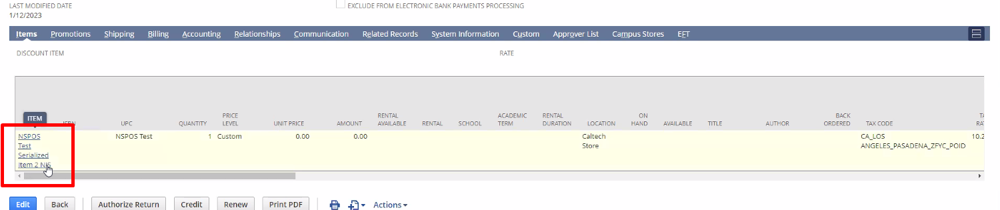 LAST MODIFIED DATE
EXCLUDE FROM ELECTRONIC BANK PAYMENTS PROCESSING
1/12/2023
Items Promotions Shipping Billing Accounting Relationships Communication Related Records System Information Custom Approver List Campus Stores EFT
DISCOUNT ITEM RATE
ITEM ISBN UPC QUANTITY PRICE LEVEL UNIT PRICE AMOUNT RENTAL AVAILABLE RENTAL SCHOOL ACADEMIC TERM RENTAL DURATION LOCATION ON HAND AVAILABLE TITLE AUTHOR BACK ORDERED TAX CODE
NSPOS NSPOS Test 1 Custom 0.00 0.00 Caltech CA_LOS 10.2
Test Store ANGELES_PASADENA_ZFYC_POID
Serialized
Item 2 NIS
Edit Back Authorize Return Credit Renew Print PDF Actions